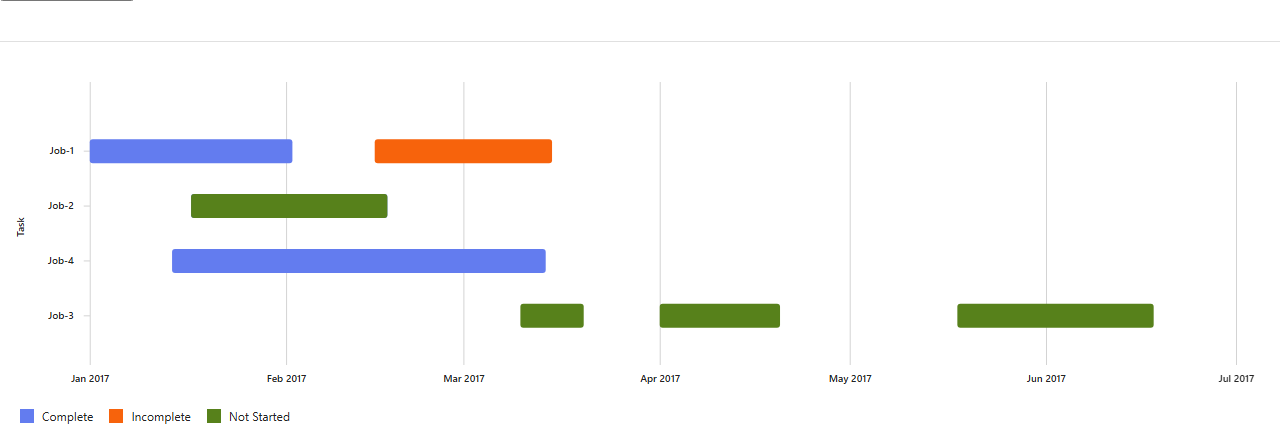 Job-1
Job-2
Task
Job-4
Job-3
Jan 2017 Feb 2017 Mar 2017 Apr 2017 May 2017 Jun 2017 Jul 2017
Complete Incomplete Not Started